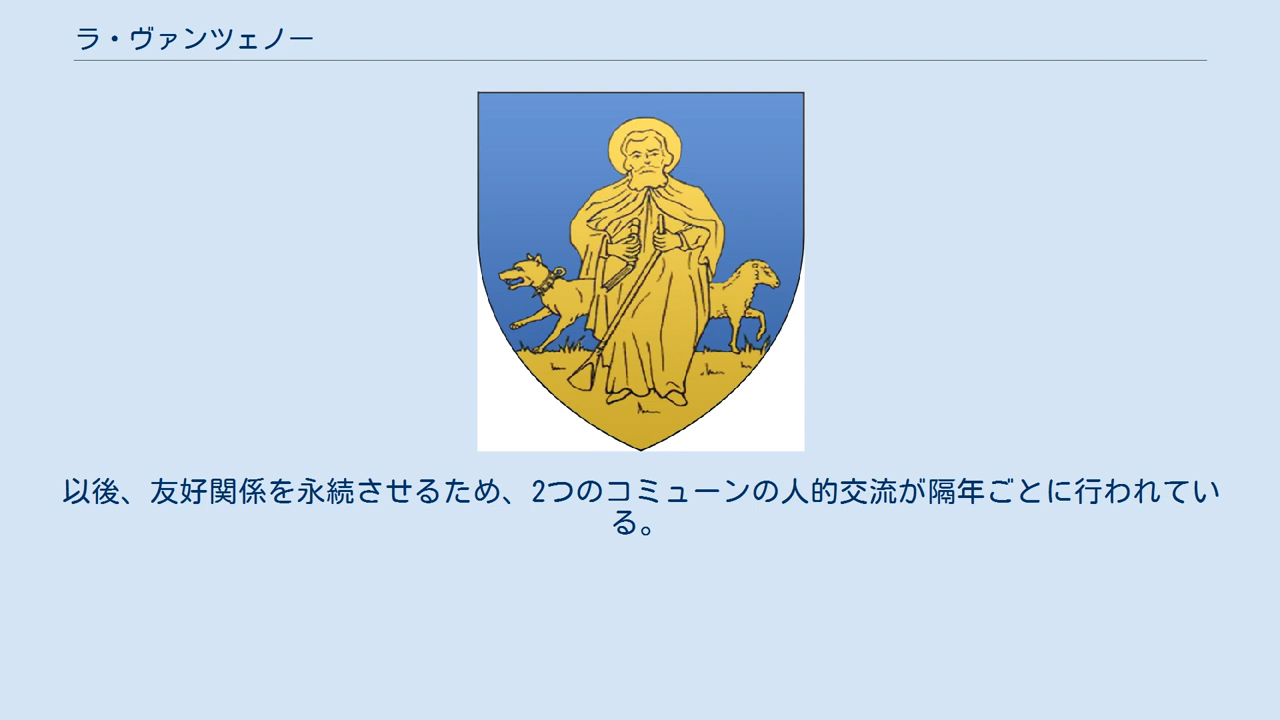 ラ・ヴァンツェノー
以後、友好関係を永続させるため、2つのコミューンの人的交流が隔年ごとに行われてい
る。